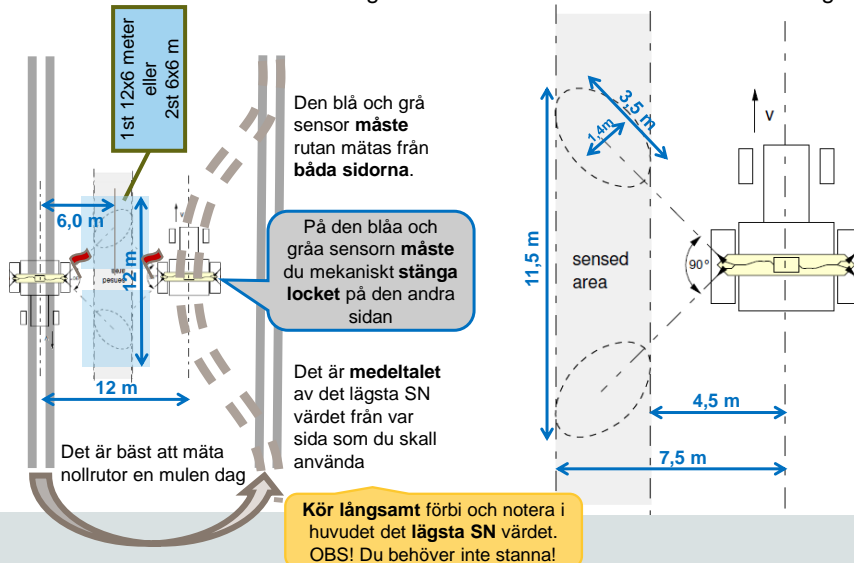 g
g
1st 12x6 meter
eller
2st 6x6 m
Den blå och grå
sensor måste
rutan mätas från
båda sidorna.
6,0 m
v
12 m
sensed
area
På den blåa och
gråa sensorn måste
du mekaniskt stänga
locket på den andra
sidan
Det är medeltalet
av det lägsta SN
värdet från var
sida som du skall
använda
12 m
Det är bäst att mäta
nollrutor en mulen dag
Kör långsamt förbi och notera i
huvudet det lägsta SN värdet.
OBS! Du behöver inte stanna!
3,5 m
1,4m
v
11,5 m
sensed
area
90°
4,5 m
7,5 m